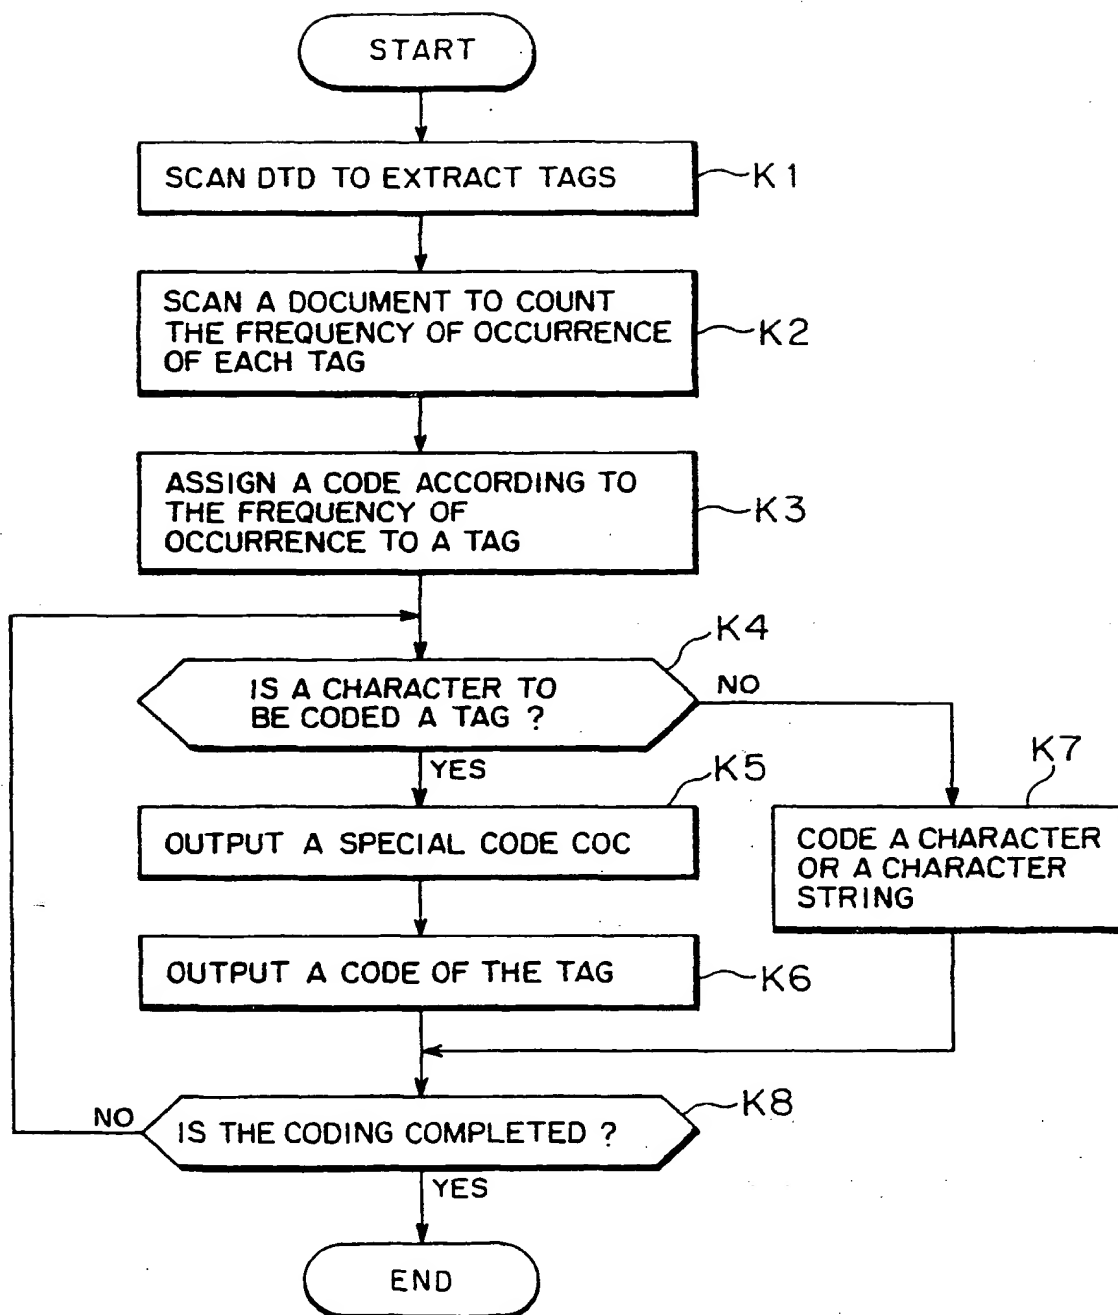 START
SCAN DTD TO EXTRACT TAGS
K1
SCAN A DOCUMENT TO COUNT
THE FREQUENCY OF OCCURRENCE
OF EACH TAG
K2
ASSIGN A CODE ACCORDING TO
THE FREQUENCY OF
OCCURRENCE TO A TAG
K3
K4
IS A CHARACTER TO
BE CODED A TAG ?
NO
YES
K5
OUTPUT A SPECIAL CODE COC
K7
CODE A CHARACTER
OR A CHARACTER
STRING
OUTPUT A CODE OF THE TAG
K6
K8
NO
IS THE CODING COMPLETED ?
YES
END